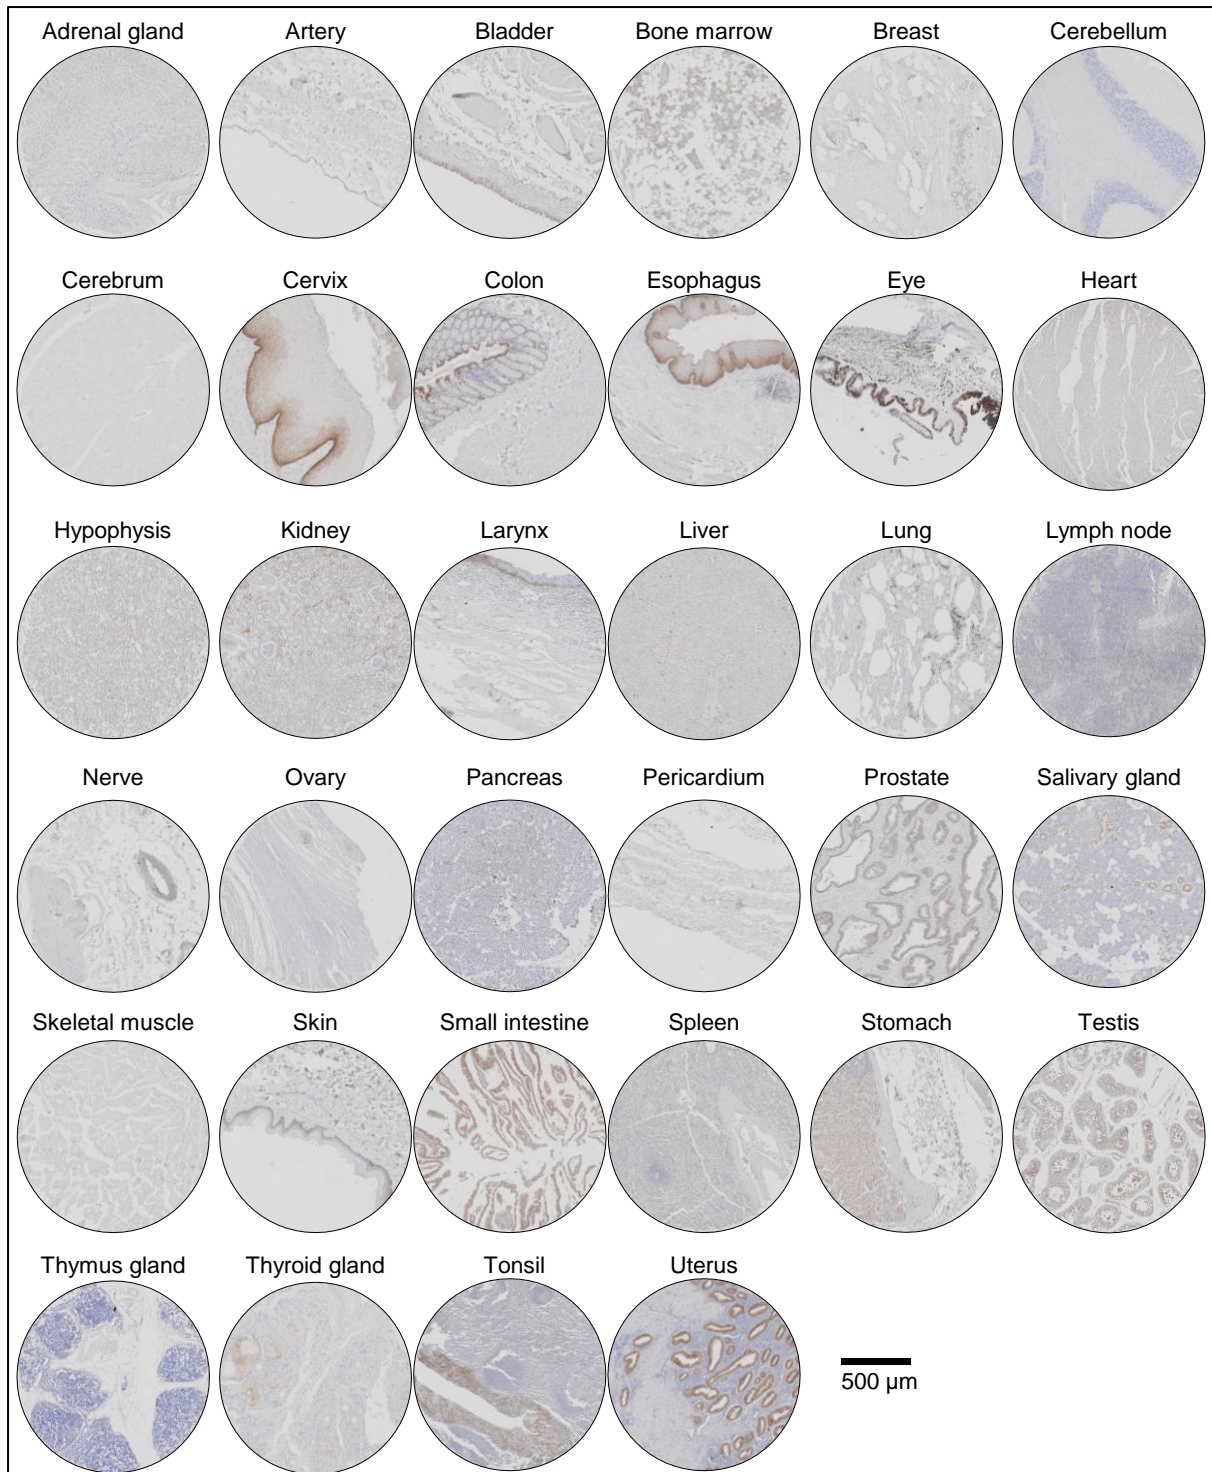 Adrenal gland Artery Bladder Bone marrow Breast Cerebellum
Cerebrum Cervix Colon Esophagus Eye Heart
Hypophysis Kidney Larynx Liver Lung Lymph node
Nerve Ovary Pancreas Pericardium Prostate Salivary gland
Skeletal muscle Skin Small intestine Spleen Stomach Testis
Thymus gland Thyroid gland Tonsil Uterus
500 µm